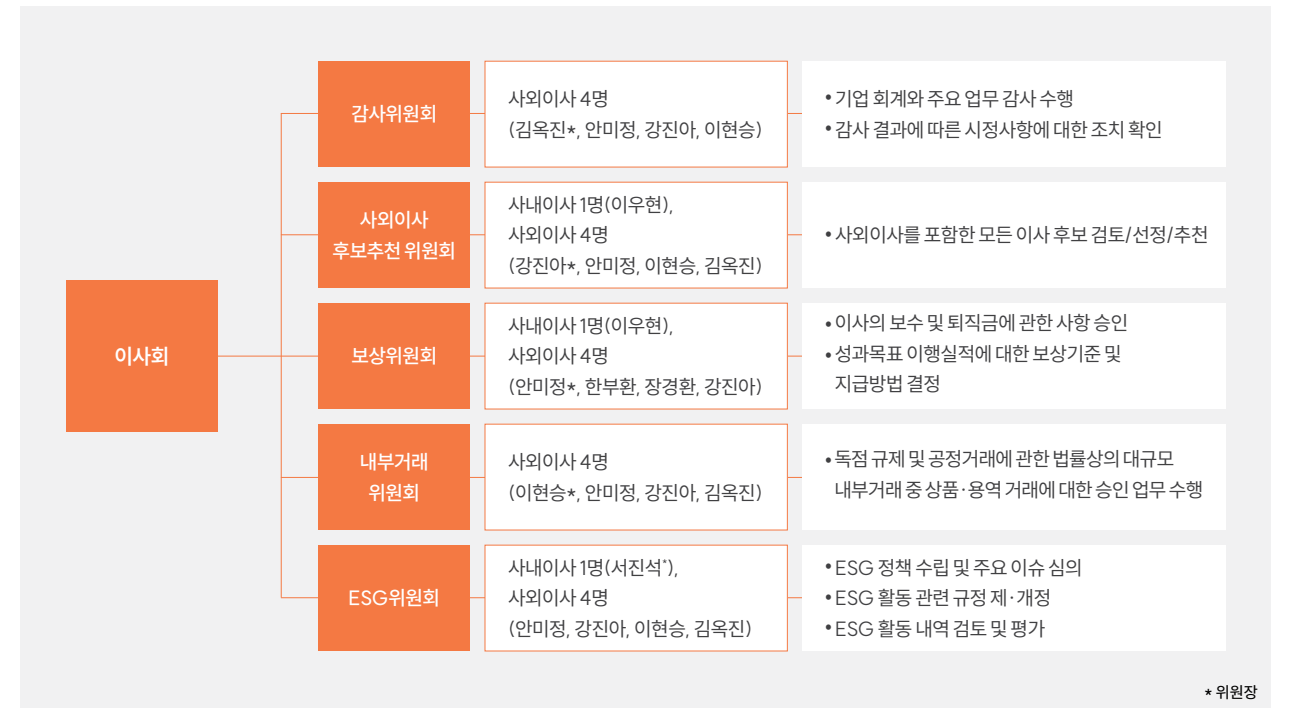 이사회
감사위원회
사외이사 4명
(김옥진*, 안미정, 강진아, 이현승)
• 기업 회계와 주요 업무 감사 수행
• 감사 결과에 따른 시정사항에 대한 조치 확인
사외이사
후보추천 위원회
사내이사 1명(이우현),
사외이사 4명
(강진아*, 안미정, 이현승, 김옥진)
• 사외이사를 포함한 모든 이사 후보 검토/선정/추천
보상위원회
사내이사 1명(이우현),
사외이사 4명
(안미정*, 한부환, 장경환, 강진아)
• 이사의 보수 및 퇴직금에 관한 사항 승인
• 성과목표 이행실적에 대한 보상기준 및
지급방법 결정
내부거래
위원회
사외이사 4명
(이현승*, 안미정, 강진아, 김옥진)
• 독점 규제 및 공정거래에 관한 법률상의 대규모
내부거래 중 상품·용역 거래에 대한 승인 업무 수행
ESG위원회
사내이사 1명(서진석*),
사외이사 4명
(안미정, 강진아, 이현승, 김옥진)
• ESG 정책 수립 및 주요 이슈 심의
• ESG 활동 관련 규정 제·개정
• ESG 활동 내역 검토 및 평가
* 위원장